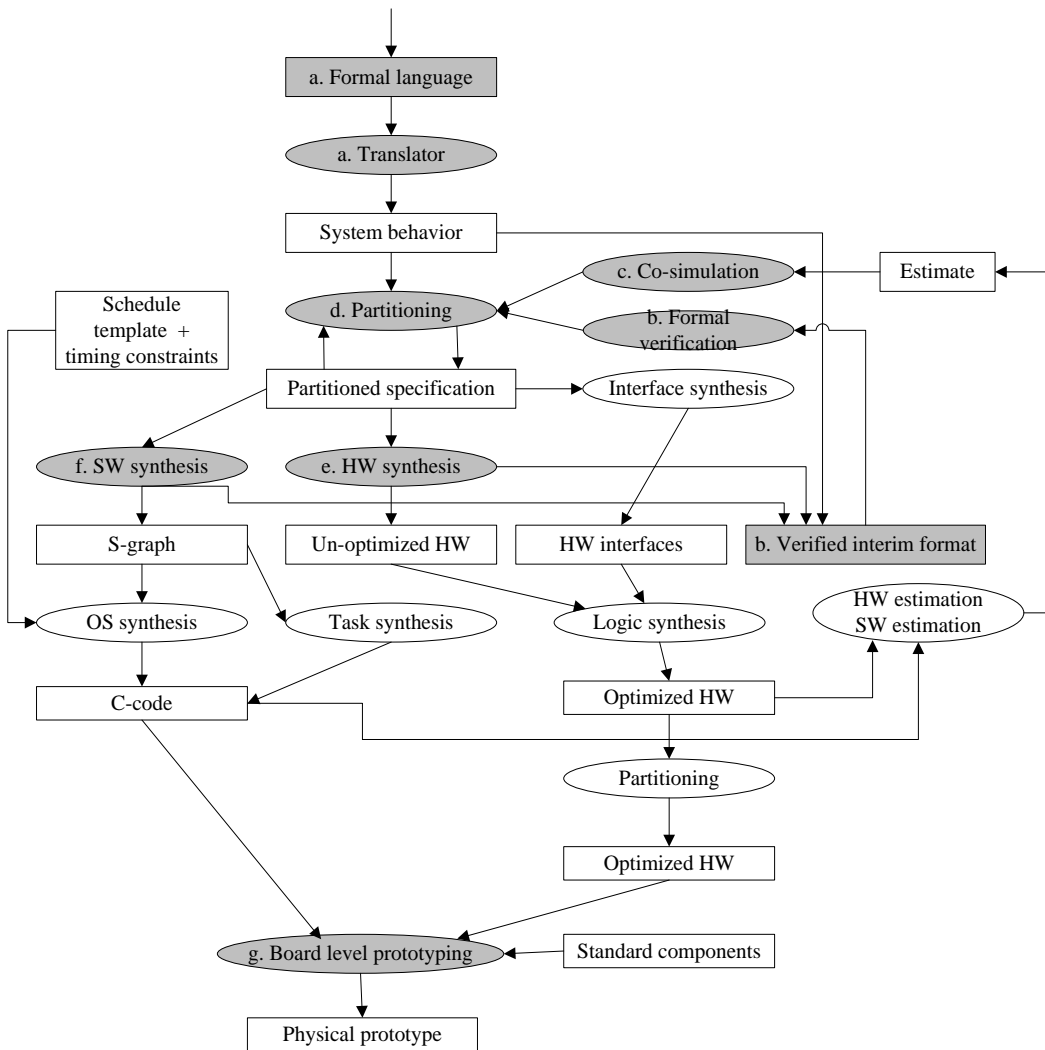 a. Formal language
a. Translator
System behavior
c. Co-simulation
Estimate
Schedule
template +
timing constraints
d. Partitioning
b. Formal
verification
Partitioned specification
Interface synthesis
f. SW synthesis
e. HW synthesis
S-graph
Un-optimized HW
HW interfaces
b. Verified interim format
OS synthesis
Task synthesis
Logic synthesis
HW estimation
SW estimation
C-code
Optimized HW
Partitioning
Optimized HW
g. Board level prototyping
Standard components
Physical prototype